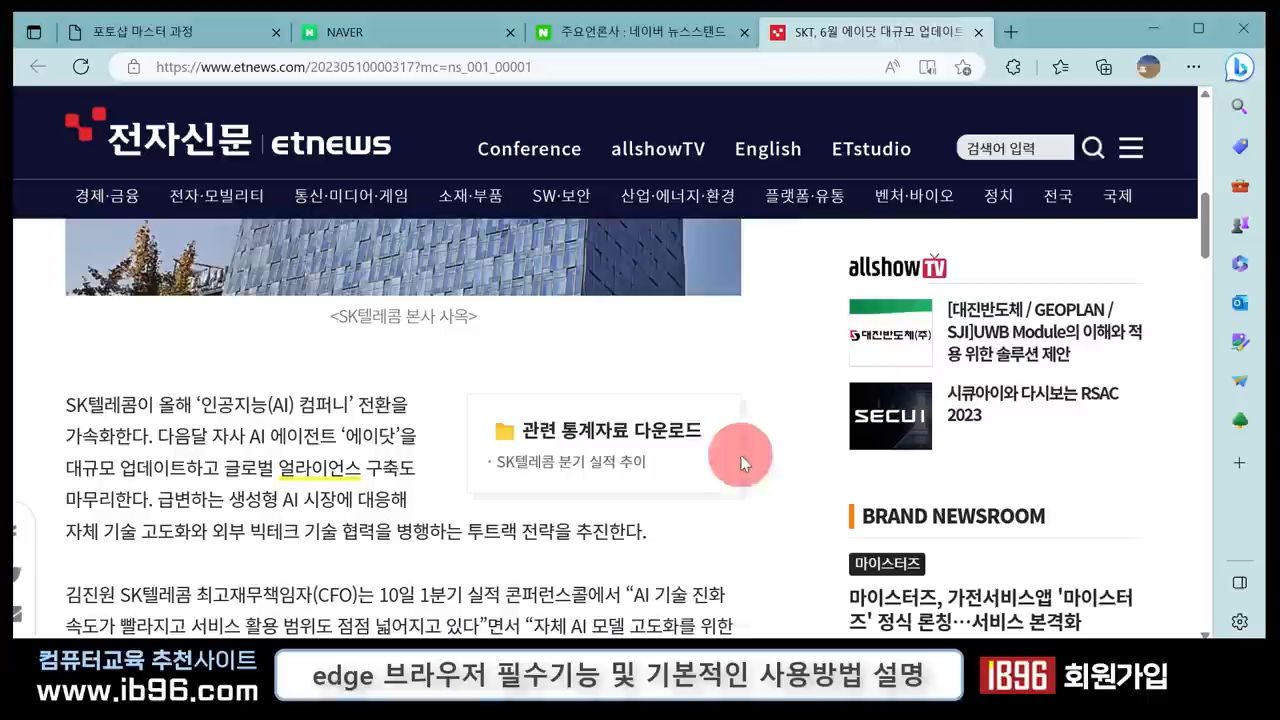 포토샵 마스터 과정
NAVER
주요언론사 : 네이버 뉴스스탠드
SKT, 6월 에이닷 대규모 업데이트
https://www.etnews.com/20230510000317?mc=ns_001_00001
전자신문 | etnews
Conference allshowTV English ETstudio
검색어 입력
경제·금융 전자·모빌리티 통신·미디어·게임 소재·부품 SW·보안 산업·에너지·환경 플랫폼·유통 벤처·바이오 정치 전국 국제
<SK텔레콤 본사 사옥>
SK텔레콤이 올해 ‘인공지능(AI) 컴퍼니’ 전환을
가속화한다. 다음달 자사 AI 에이전트 ‘에이닷’을
대규모 업데이트하고 글로벌 얼라이언스 구축도
마무리한다. 급변하는 생성형 AI 시장에 대응해
자체 기술 고도화와 외부 빅테크 기술 협력을 병행하는 투트랙 전략을 추진한다.
관련 통계자료 다운로드
· SK텔레콤 분기 실적 추이
김진원 SK텔레콤 최고재무책임자(CFO)는 10일 1분기 실적 콘퍼런스콜에서 “AI 기술 진화
속도가 빨라지고 서비스 활용 범위도 점점 넓어지고 있다”면서 “자체 AI 모델 고도화를 위한
allshowTV
대진반도체(주)
[대진반도체 / GEOPLAN /
SJI]UWB Module의 이해와 적
용 위한 솔루션 제안
SECUI
시큐아이와 다시보는 RSAC
2023
BRAND NEWSROOM
마이스터즈
마이스터즈, 가전서비스앱 '마이스터
즈' 정식 론칭…서비스 본격화
컴퓨터교육 추천사이트
www.ib96.com
edge 브라우저 필수기능 및 기본적인 사용방법 설명
IB96 회원가입